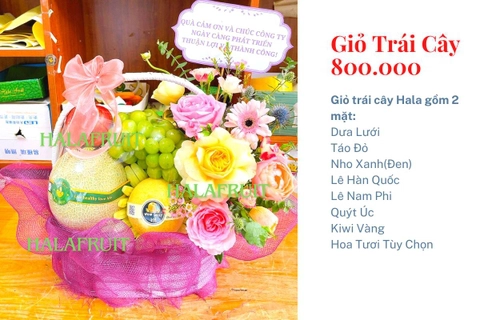 QUÀ CẢM ƠN VÀ CHÚC CÔNG TY
NGÀY CÀNG PHÁT TRIỂN
THUẬN LỢI VÀ THÀNH CÔNG!
HALAFRUIT
HALAFRUIT
HALAFRUIT
Giỏ Trái Cây
800.000
Giỏ trái cây Hala gồm 2
mặt:
Dưa Lưới
Táo Đỏ
Nho Xanh(Đen)
Lê Hàn Quốc
Lê Nam Phi
Quýt Úc
Kiwi Vàng
Hoa Tươi Tùy Chọn